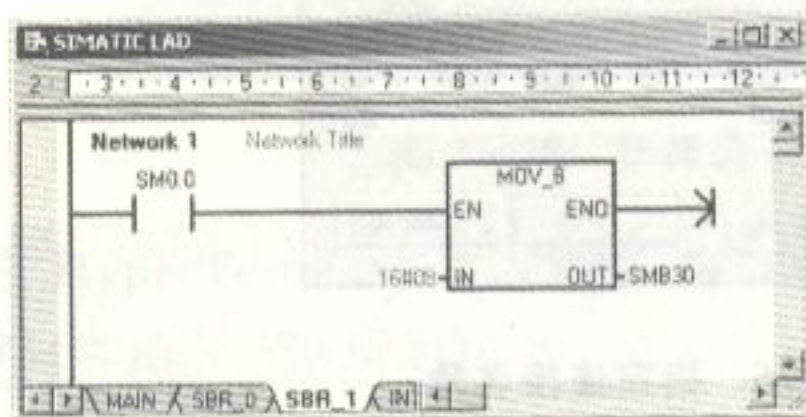 SIMATIC LAD
2 · 3 · 4 · 5 · 6 · 7 · 8 · 9 · 10 · 11 · 12
Network 1 Network Title
SM0.0
MOV_B
EN ENO
16#09 IN OUT SMB30
MAIN SBR_0 SBR_1 IN